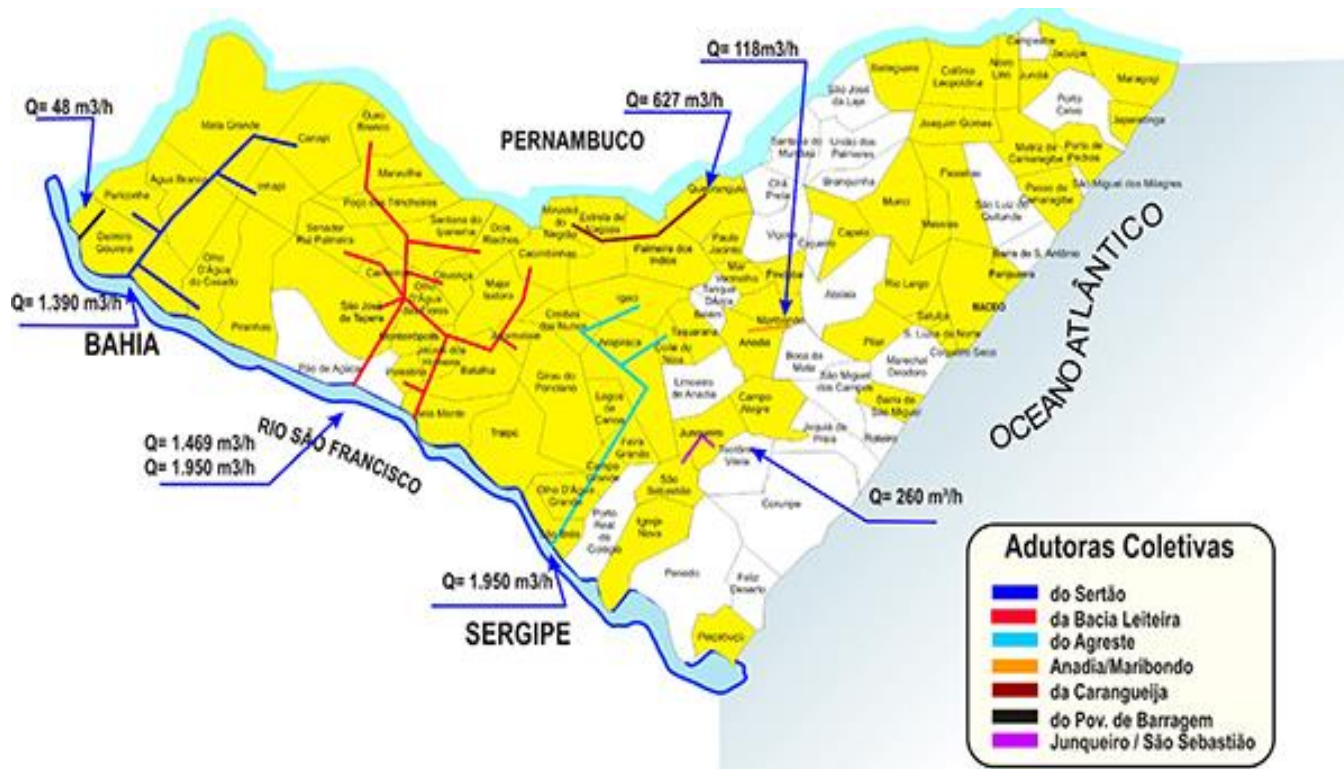 Q= 118m3/h
Q= 627 m3/h
Q= 48 m3/h
PERNAMBUCO
Campestre
Jacuípe
Ibateguara
Colônia
Leopoldina
Novo
Lino
Jundiá
Maragogi
São José
da Laje
Porto
Calvo
Japaratinga
Ouro
Branco
Mata Grande
Canapi
Joaquim Gomes
Santana do
Mundaú
União dos
Palmares
Matriz de
Camaragibe
Porto de
Pedras
Água Branca
Inhapi
Maravilha
Quebrangulo
Chã
Preta
Branquinha
Flexeiras
Passo de
Camaragibe
São Miguel dos Milagres
Pariconha
Poço das Trincheiras
Santana do
Ipanema
Dois
Riachos
Minador
do
Negrão
Estrela de
Alagoas
Murici
São Luiz do
Quitunde
Delmiro
Gouveia
Senador
Rui Palmeira
Palmeira dos
Índios
Paulo
Jacinto
Viçosa
Cajueiro
Capela
Messias
Barra de S. Antônio
Olho
D'Água
do Casado
Cacimbinhas
Mar
Vermelho
Pindoba
Paripueira
Carneiros
Olivença
Major
Isidoro
Tanque
D'Arca
Atalaia
Rio Largo
Q= 1.390 m3/h
São José
da Tapera
Olho
D'Água
das Flores
Igaci
Belém
Maribondo
MACEIÓ
BAHIA
Piranhas
Monteirópolis
Craíbas
Arapiraca
Taquarana
Anadia
Pilar
Satuba
S. Luzia do Norte
Coqueiro Seco
Pão de Açúcar
Palestina
Jacaré dos
Homens
Batalha
Coité do
Nóia
Boca da
Mata
Marechal
Deodoro
Girau do
Ponciano
Limoeiro
de Anadia
São Miguel
dos Campos
Belo Monte
Lagoa
da
Canoa
Campo
Alegre
Barra de
São Miguel
OCEANO ATLÂNTICO
RIO SÃO FRANCISCO
Traipu
Feira
Grande
Junqueiro
Roteiro
Q= 1.469 m3/h
Q= 1.950 m3/h
Campo
Grande
Teotônio
Vilela
Olho D'Água
Grande
São
Sebastião
Coruripe
Q= 260 m³/h
São Brás
Porto
Real
do
Colégio
Igreja
Nova
Q= 1.950 m3/h
Penedo
Feliz
Deserto
SERGIPE
Piaçabuçu
Adutoras Coletivas
do Sertão
da Bacia Leiteira
do Agreste
Anadia/Maribondo
da Carangueija
do Pov. de Barragem
Junqueiro / São Sebastião